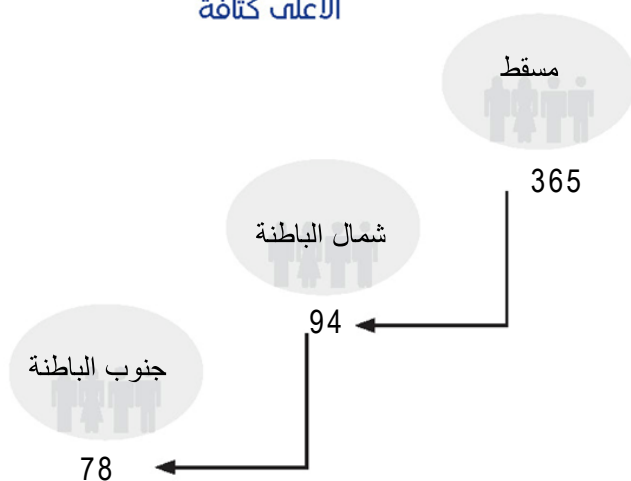 الأعلى كثافة
مسقط
365
شمال الباطنة
94
جنوب الباطنة
78